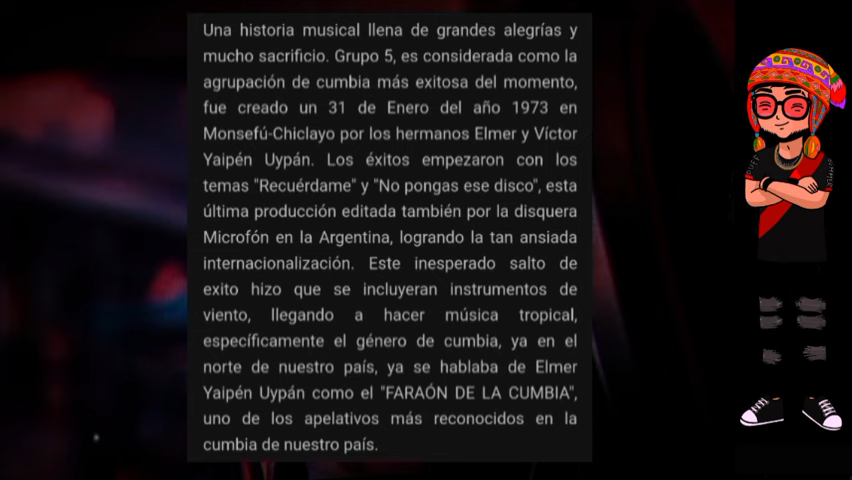 Una historia musical llena de grandes alegrías y
mucho sacrificio. Grupo 5, es considerada como la
agrupación de cumbia más exitosa del momento,
fue creado un 31 de Enero del año 1973 en
Monsefú-Chiclayo por los hermanos Elmer y Víctor
Yaipén Uypán. Los éxitos empezaron con los
temas "Recuérdame" y "No pongas ese disco", esta
última producción editada también por la disquera
Microfón en la Argentina, logrando la tan ansiada
internacionalización. Este inesperado salto de
exito hizo que se incluyeran instrumentos de
viento, llegando a hacer música tropical,
específicamente el género de cumbia, ya en el
norte de nuestro país, ya se hablaba de Elmer
Yaipén Uypán como el "FARAÓN DE LA CUMBIA",
uno de los apelativos más reconocidos en la
cumbia de nuestro país.